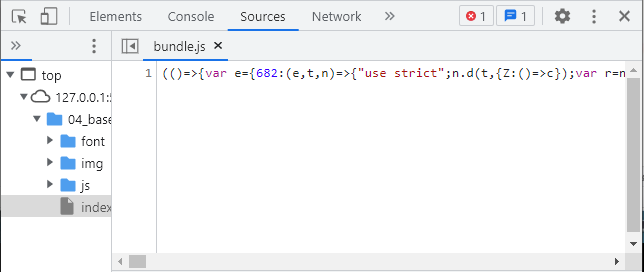 Elements Console Sources Network » 1 1
» bundle.js ×
top
127.0.0.1:5
04_base
font
img
js
index
1 (()=>{var e={682:(e,t,n)=>{"use strict";n.d(t,{Z:()=>c});var r=n